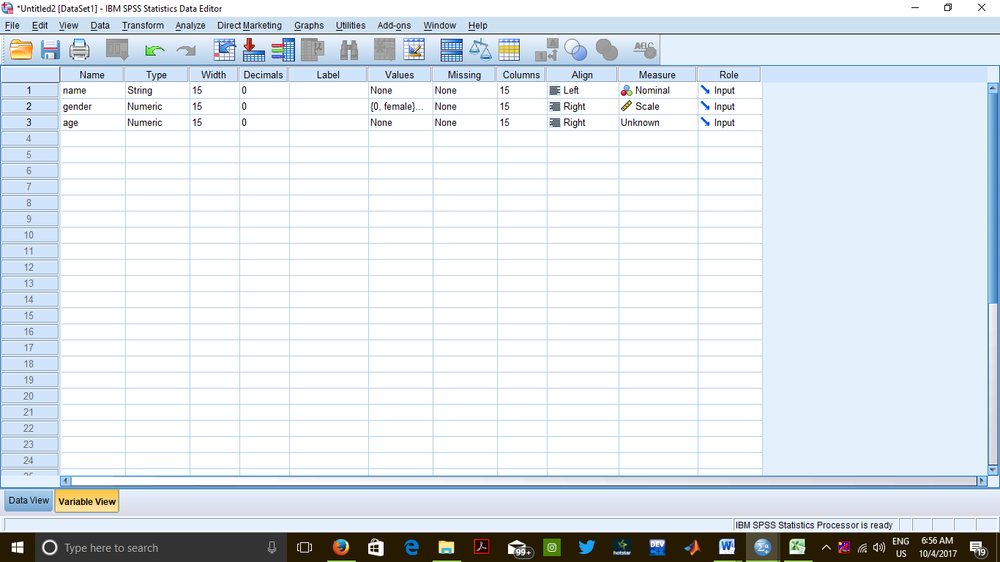 *Untitled2 [DataSet1] - IBM SPSS Statistics Data Editor
File Edit View Data Transform Analyze Direct Marketing Graphs Utilities Add-ons Window Help
A
1 4
ABC
Name Type Width Decimals Label Values Missing Columns Align Measure Role
1 name String 15 0 None None 15 Left Nominal Input
2 gender Numeric 15 0 {0, female}... None 15 Right Scale Input
3 age Numeric 15 0 None None 15 Right Unknown Input
4
5
6
7
8
9
10
11
12
13
14
15
16
17
18
19
20
21
22
23
24
25
Data View Variable View
IBM SPSS Statistics Processor is ready
Type here to search
99+
hotstar
DEV
ENG
US
6:56 AM
10/4/2017
19